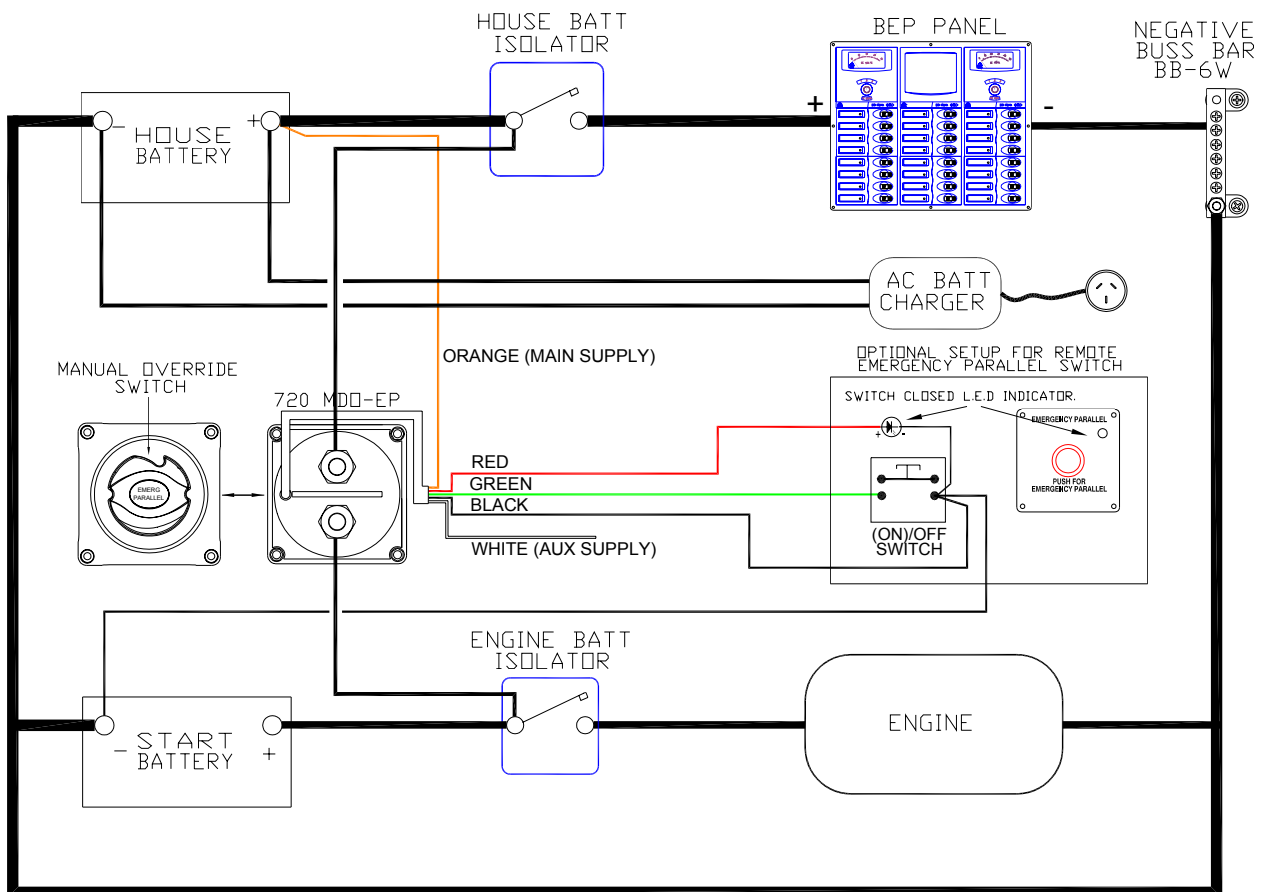 HOUSE BATT
ISOLATOR
BEP PANEL
NEGATIVE
BUSS BAR
BB-6W
+
-
-
+
HOUSE
BATTERY
AC BATT
CHARGER
ORANGE (MAIN SUPPLY)
OPTIONAL SETUP FOR REMOTE
EMERGENCY PARALLEL SWITCH
MANUAL OVERRIDE
SWITCH
720 MDO-EP
SWITCH CLOSED L.E.D INDICATOR.
+
-
EMERGENCY PARALLEL
PUSH FOR
EMERGENCY PARALLEL
EMERG
PARALLEL
RED
GREEN
BLACK
WHITE (AUX SUPPLY)
(ON)/OFF
SWITCH
ENGINE BATT
ISOLATOR
-
START
BATTERY
+
ENGINE